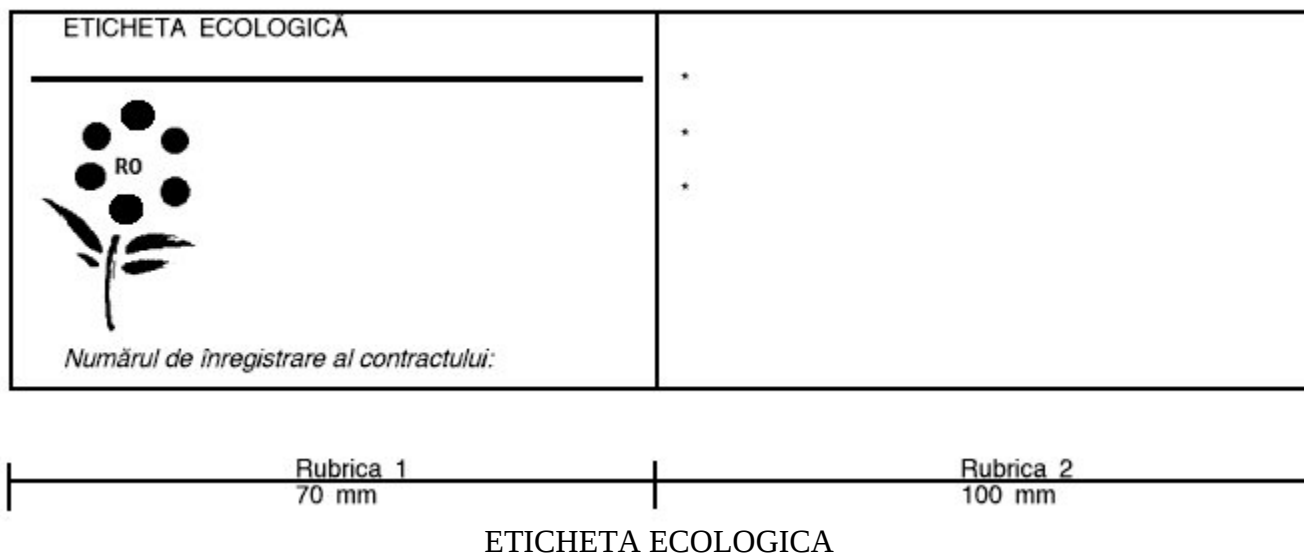 ETICHETA ECOLOGICĂ
*
*
RO
*
Numărul de înregistrare al contractului:
Rubrica 1 Rubrica 2
70 mm 100 mm
ETICHETA ECOLOGICA